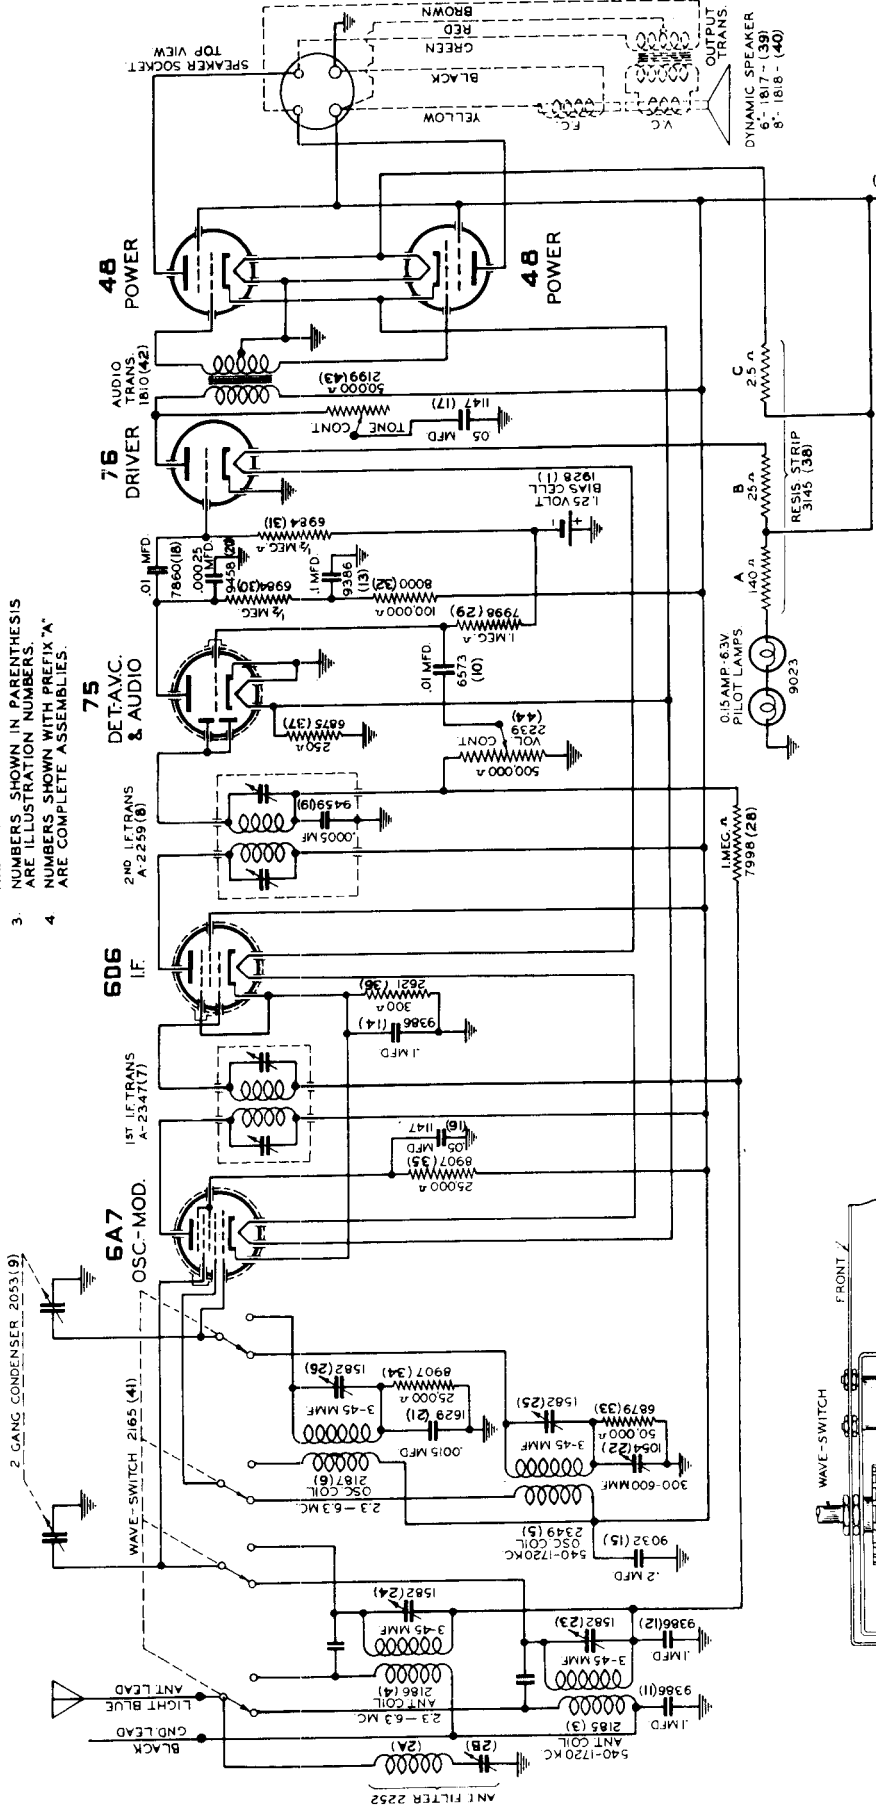 3. NUMBERS SHOWN IN PARENTHESIS
ARE ILLUSTRATION NUMBERS.
4 NUMBERS SHOWN WITH PREFIX "A"
ARE COMPLETE ASSEMBLIES.
BROWN
RED
GREEN
BLACK
YELLOW
SPEAKER SOCKET
TOP VIEW
F.C.
V.C.
OUTPUT
TRANS.
DYNAMIC SPEAKER
6" - 1817 - (39)
8" - 1818 - (40)
48
POWER
48
POWER
AUDIO
TRANS.
1810 (42)
50,000 Ω
2199 (43)
TONE
CONT.
.05
MFD
1147 (17)
76
DRIVER
.01 MFD.
7860 (18)
.00025
MFD.
9458 (20)
½ MEG.
6984 (30)
½ MEG. Ω
6984 (31)
.1 MFD.
9386
(13)
100,000 Ω
8000 (32)
1.25 VOLT
BIAS CELL
1928 (1)
1. MEG. Ω
7998 (29)
.01 MFD.
6573
(10)
75
DET-A.V.C.
& AUDIO
250 Ω
6875 (37)
500,000 Ω
VOL.
CONT.
2239
(44)
C
2.5 Ω
B
25 Ω
A
140 Ω
RESIS. STRIP
3145 (38)
0.15 AMP.-6.3V.
PILOT LAMPS
9023
2ND I.F. TRANS
A-2259 (8)
.0005 MF
9459 (9)
1. MEG. Ω
7998 (28)
6D6
I.F.
300 Ω
2621 (36)
.1 MFD
9386
(14)
1ST I.F. TRANS
A-2347 (7)
.05 MFD
1147
(16)
25,000 Ω
8907 (35)
6A7
OSC.-MOD.
2 GANG CONDENSER 2053 (9)
WAVE-SWITCH 2165 (41)
3-45 MMF.
1582 (26)
25,000 Ω
8907 (34)
.0015 MFD
1629 (21)
2.3 - 6.3 MC.
OSC. COIL
2187 (6)
3-45 MMF
1582 (25)
50,000 Ω
6879 (33)
300-600 MMF
1054 (22)
540-1720 KC.
OSC COIL
2349 (5)
.2 MFD
9032 (15)
3-45 MMF
1582 (24)
2.3 - 6.3 MC.
ANT COIL
2186 (4)
3-45 MMF
1582 (23)
540-1720 KC
ANT COIL
2185 (3)
.1 MFD
9386 (12)
.1 MFD
9386 (11)
LIGHT BLUE
ANT. LEAD
BLACK
GND. LEAD
(2A)
(2B)
ANT FILTER 2252
FRONT
WAVE-SWITCH